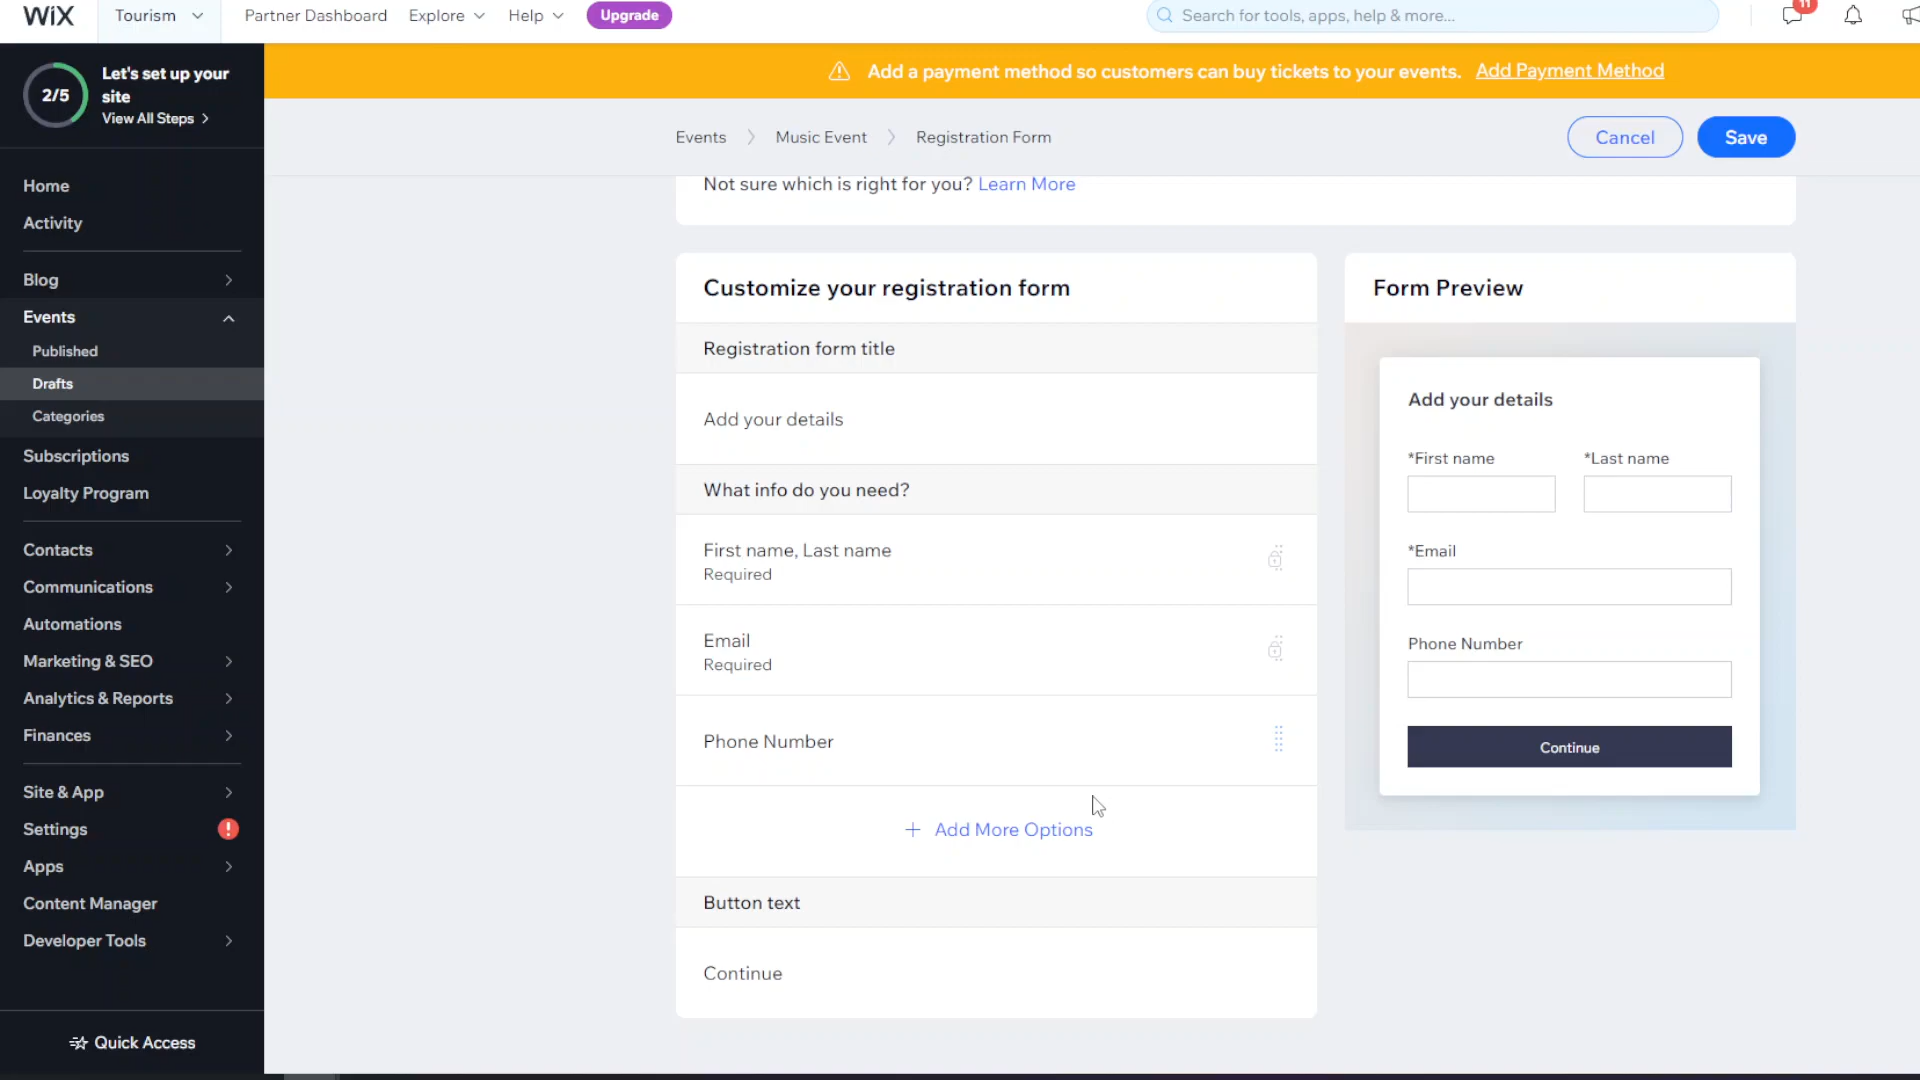 WiX
Tourism
Partner Dashboard
Explore
Help
Upgrade
Search for tools, apps, help & more...
11
2/5
Let's set up your
site
View All Steps
Add a payment method so customers can buy tickets to your events. Add Payment Method
Events
Music Event
Registration Form
Cancel
Save
Home
Activity
Blog
Events
Published
Drafts
Categories
Subscriptions
Loyalty Program
Contacts
Communications
Automations
Marketing & SEO
Analytics & Reports
Finances
Site & App
Settings
!
Apps
Content Manager
Developer Tools
Quick Access
Not sure which is right for you? Learn More
Customize your registration form
Registration form title
Add your details
What info do you need?
First name, Last name
Required
Email
Required
Phone Number
+ Add More Options
Button text
Continue
Form Preview
Add your details
*First name
*Last name
*Email
Phone Number
Continue